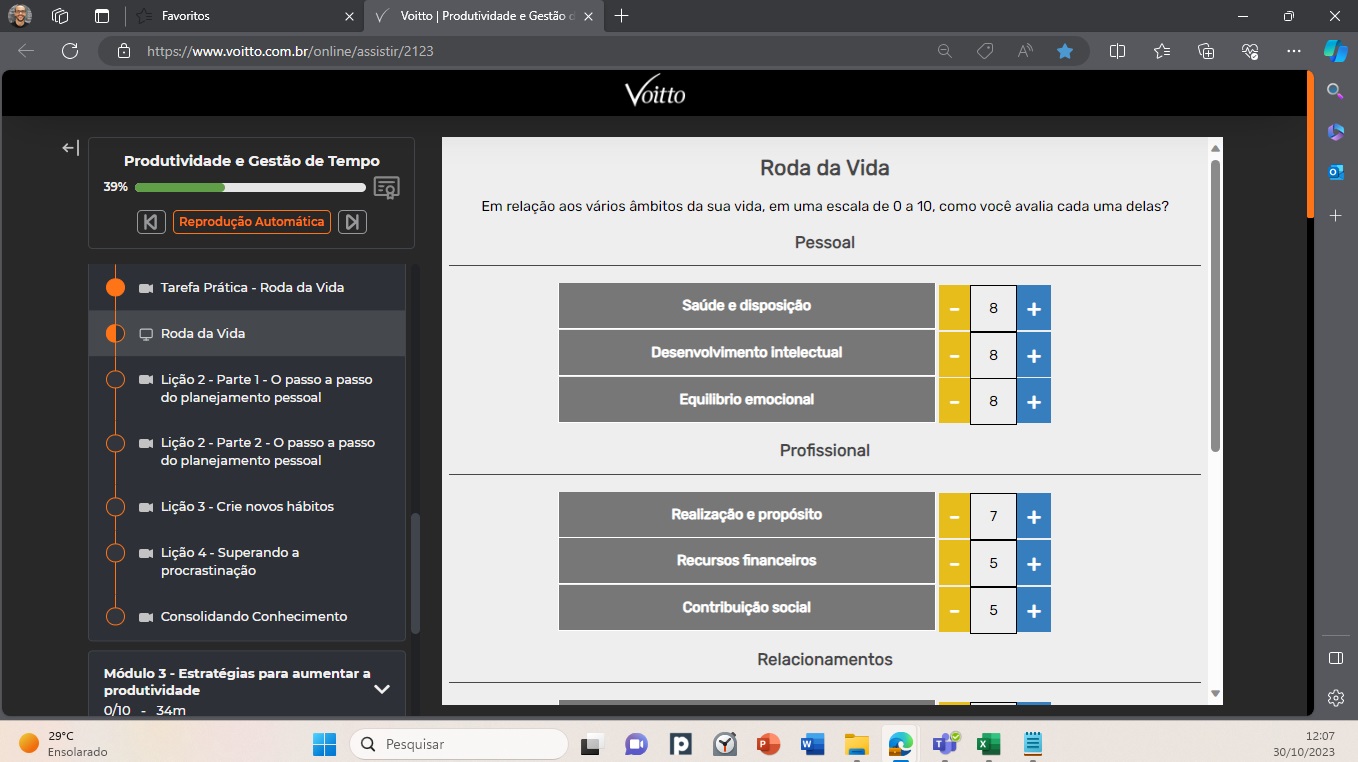 Favoritos
Voitto | Produtividade e Gestão d
https://www.voitto.com.br/online/assistir/2123
Voitto
Produtividade e Gestão de Tempo
39%
Reprodução Automática
Tarefa Prática - Roda da Vida
Roda da Vida
Lição 2 - Parte 1 - O passo a passo
do planejamento pessoal
Lição 2 - Parte 2 - O passo a passo
do planejamento pessoal
Lição 3 - Crie novos hábitos
Lição 4 - Superando a
procrastinação
Consolidando Conhecimento
Módulo 3 - Estratégias para aumentar a
produtividade
0/10 - 34m
Roda da Vida
Em relação aos vários âmbitos da sua vida, em uma escala de 0 a 10, como você avalia cada uma delas?
Pessoal
Saúde e disposição - 8 +
Desenvolvimento intelectual - 8 +
Equilibrio emocional - 8 +
Profissional
Realização e propósito - 7 +
Recursos financeiros - 5 +
Contribuição social - 5 +
Relacionamentos
29°C
Ensolarado
Pesquisar
12:07
30/10/2023